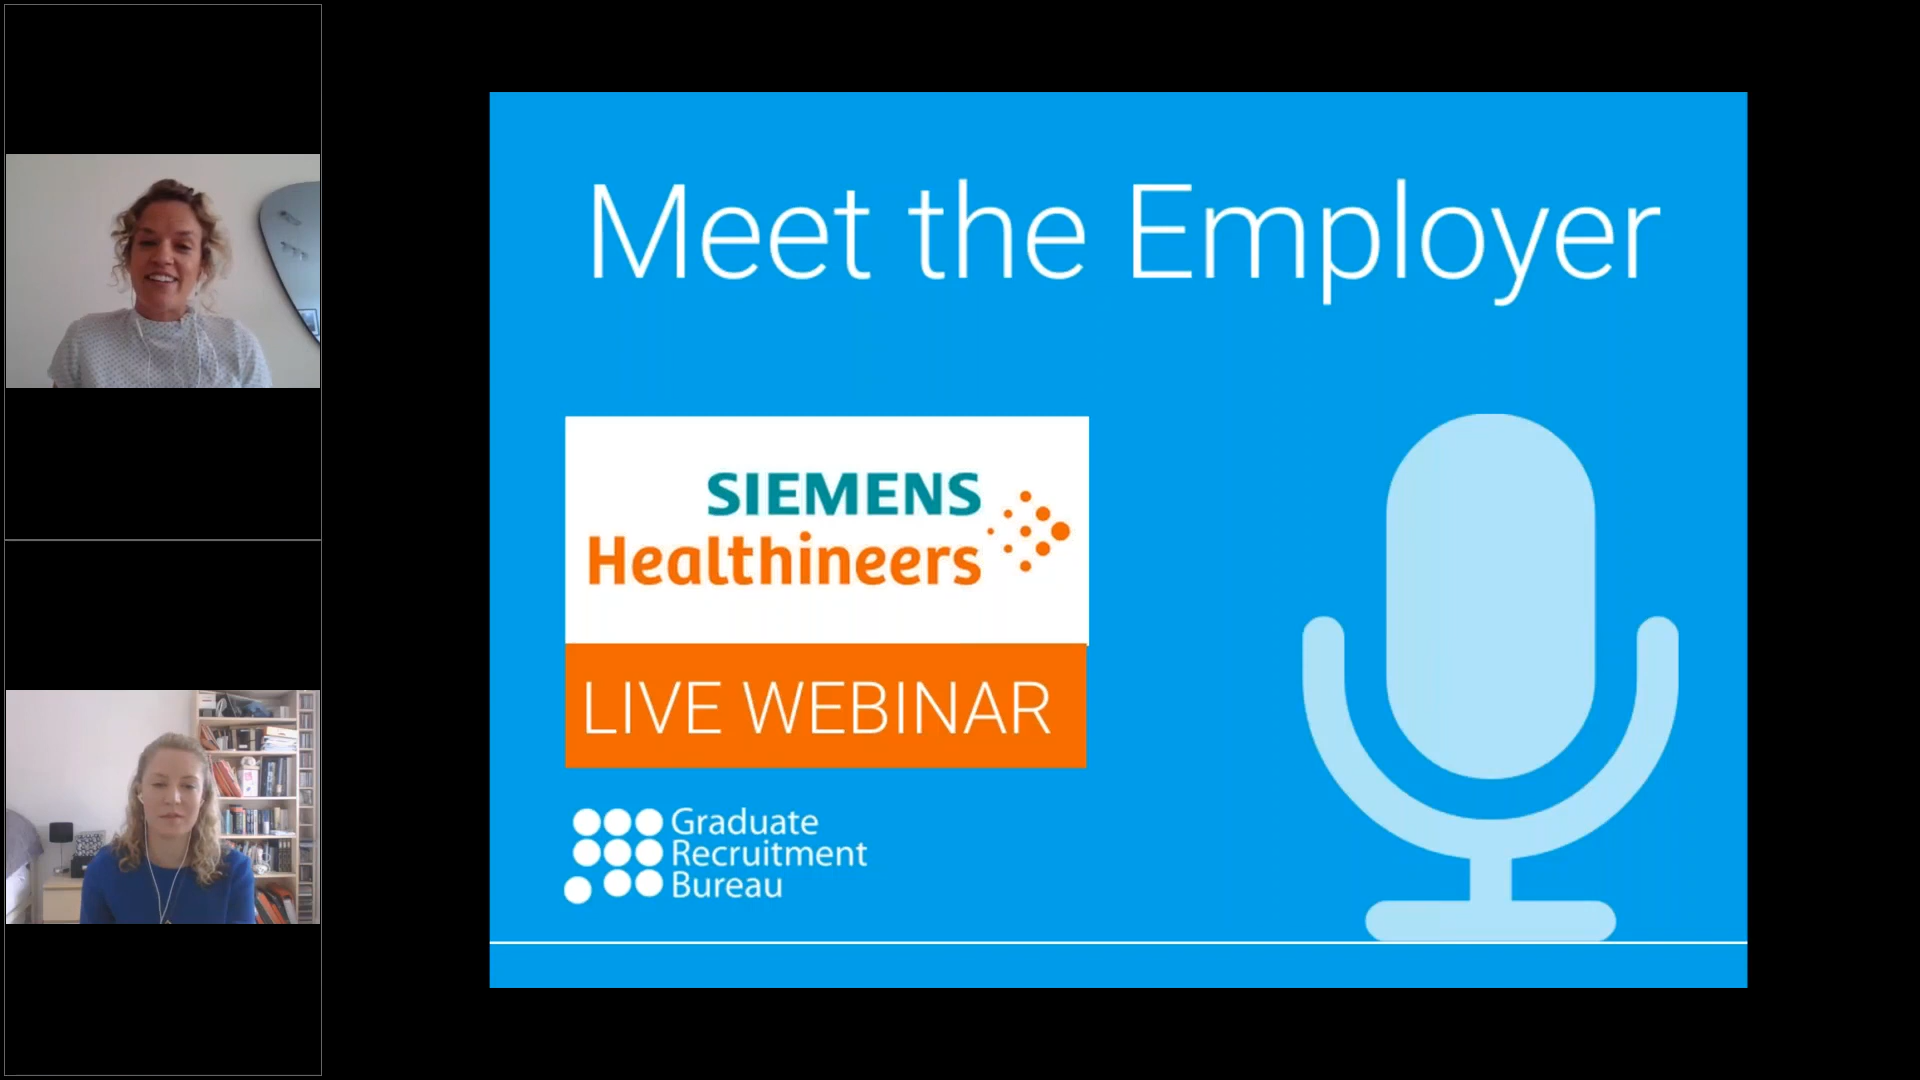 Meet the Employer
SIEMENS
Healthineers
LIVE WEBINAR
Graduate
Recruitment
Bureau